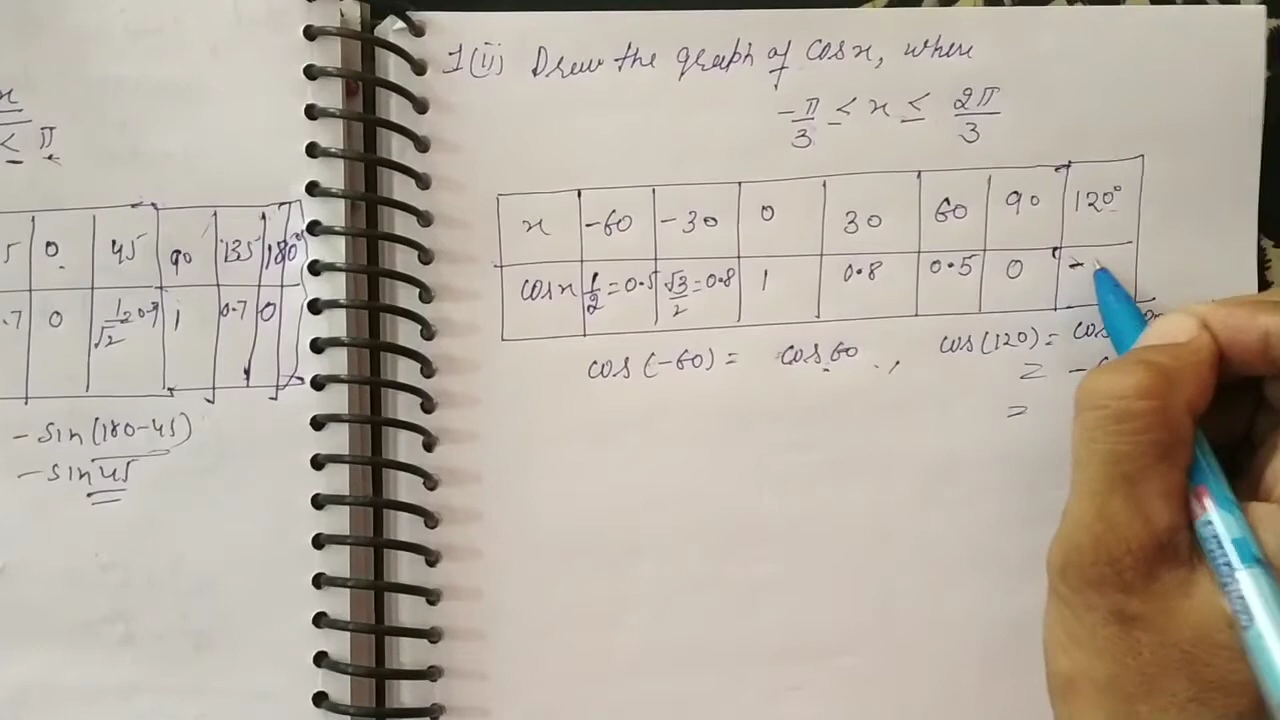 x
≤ π
5 0 45 90 135 180°
.7 0 1/√2=0.7 1 0.7 0
- sin(180-45)
- sin 45
1(ii) Draw the graph of cosx, where
-π/3 ≤ x ≤ 2π/3
x -60 -30 0 30 60 90 120°
cosx 1/2=0.5 √3/2=0.8 1 0.8 0.5 0 -
cos(-60) = cos60 , cos(120) = cos
= -
=